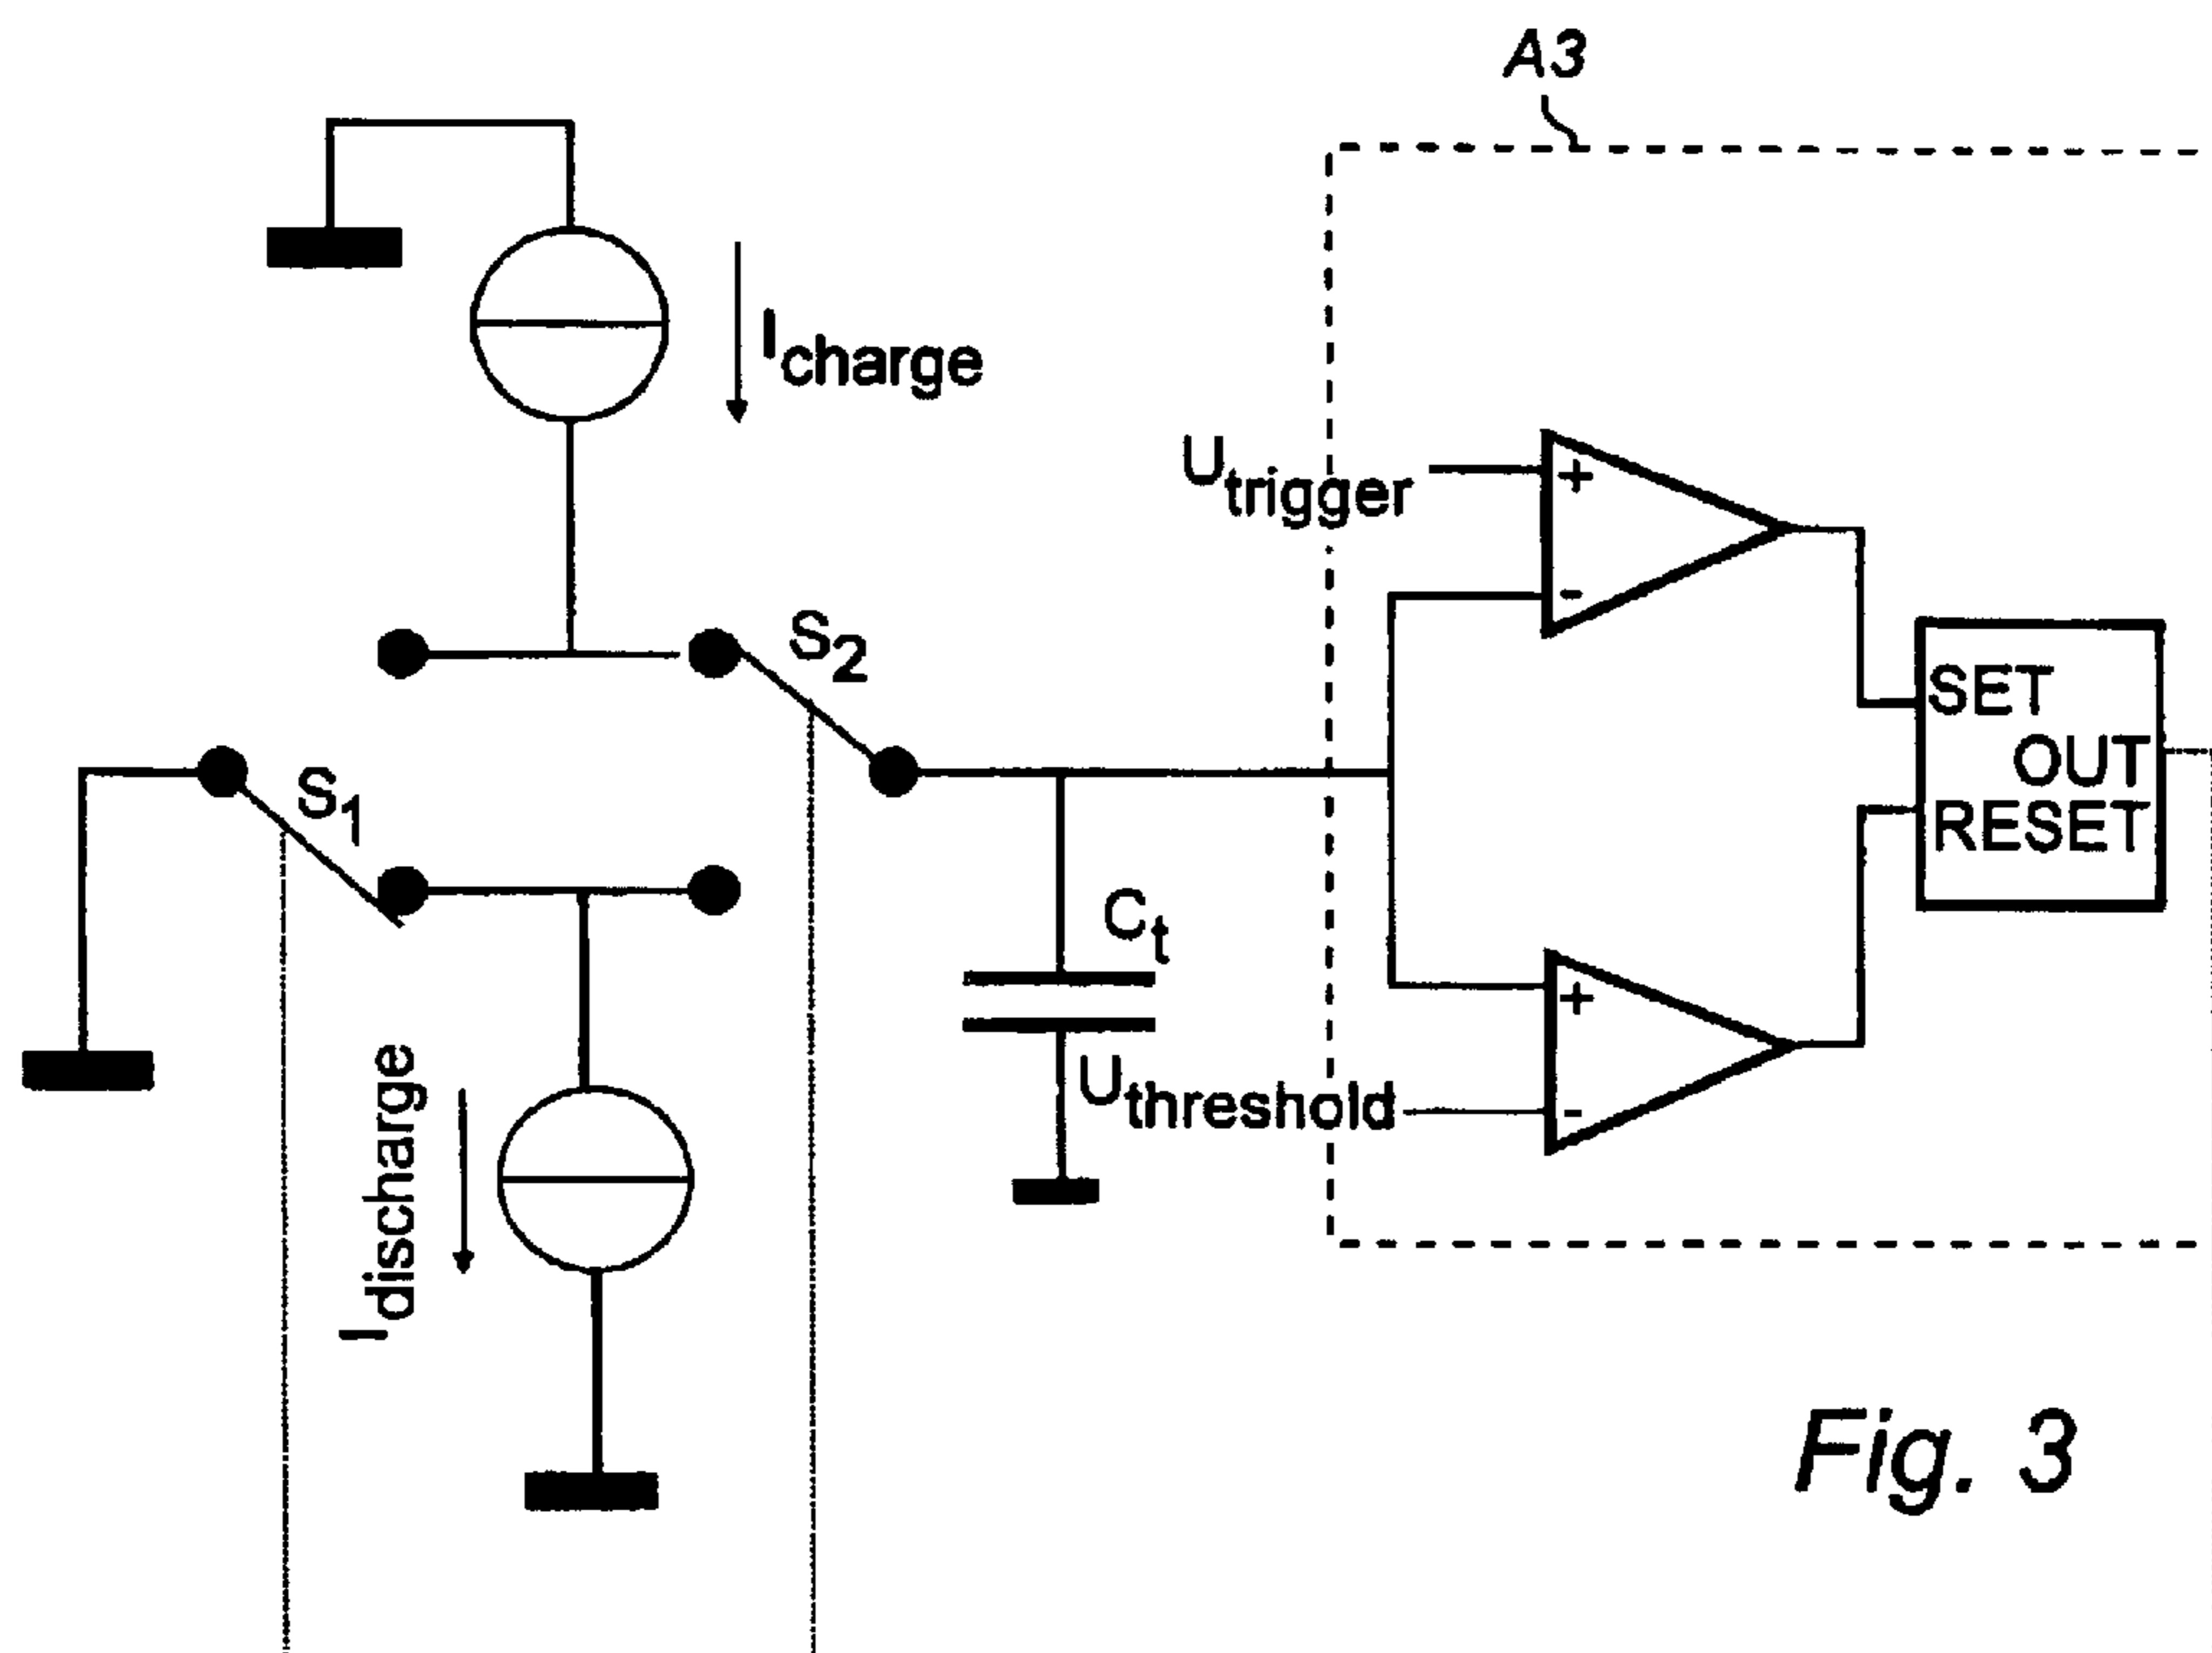 A3
Icharge
Utrigger
+
-
S2
SET
S1
OUT
RESET
Ct
+
Idischarge
Uthreshold
-
Fig. 3